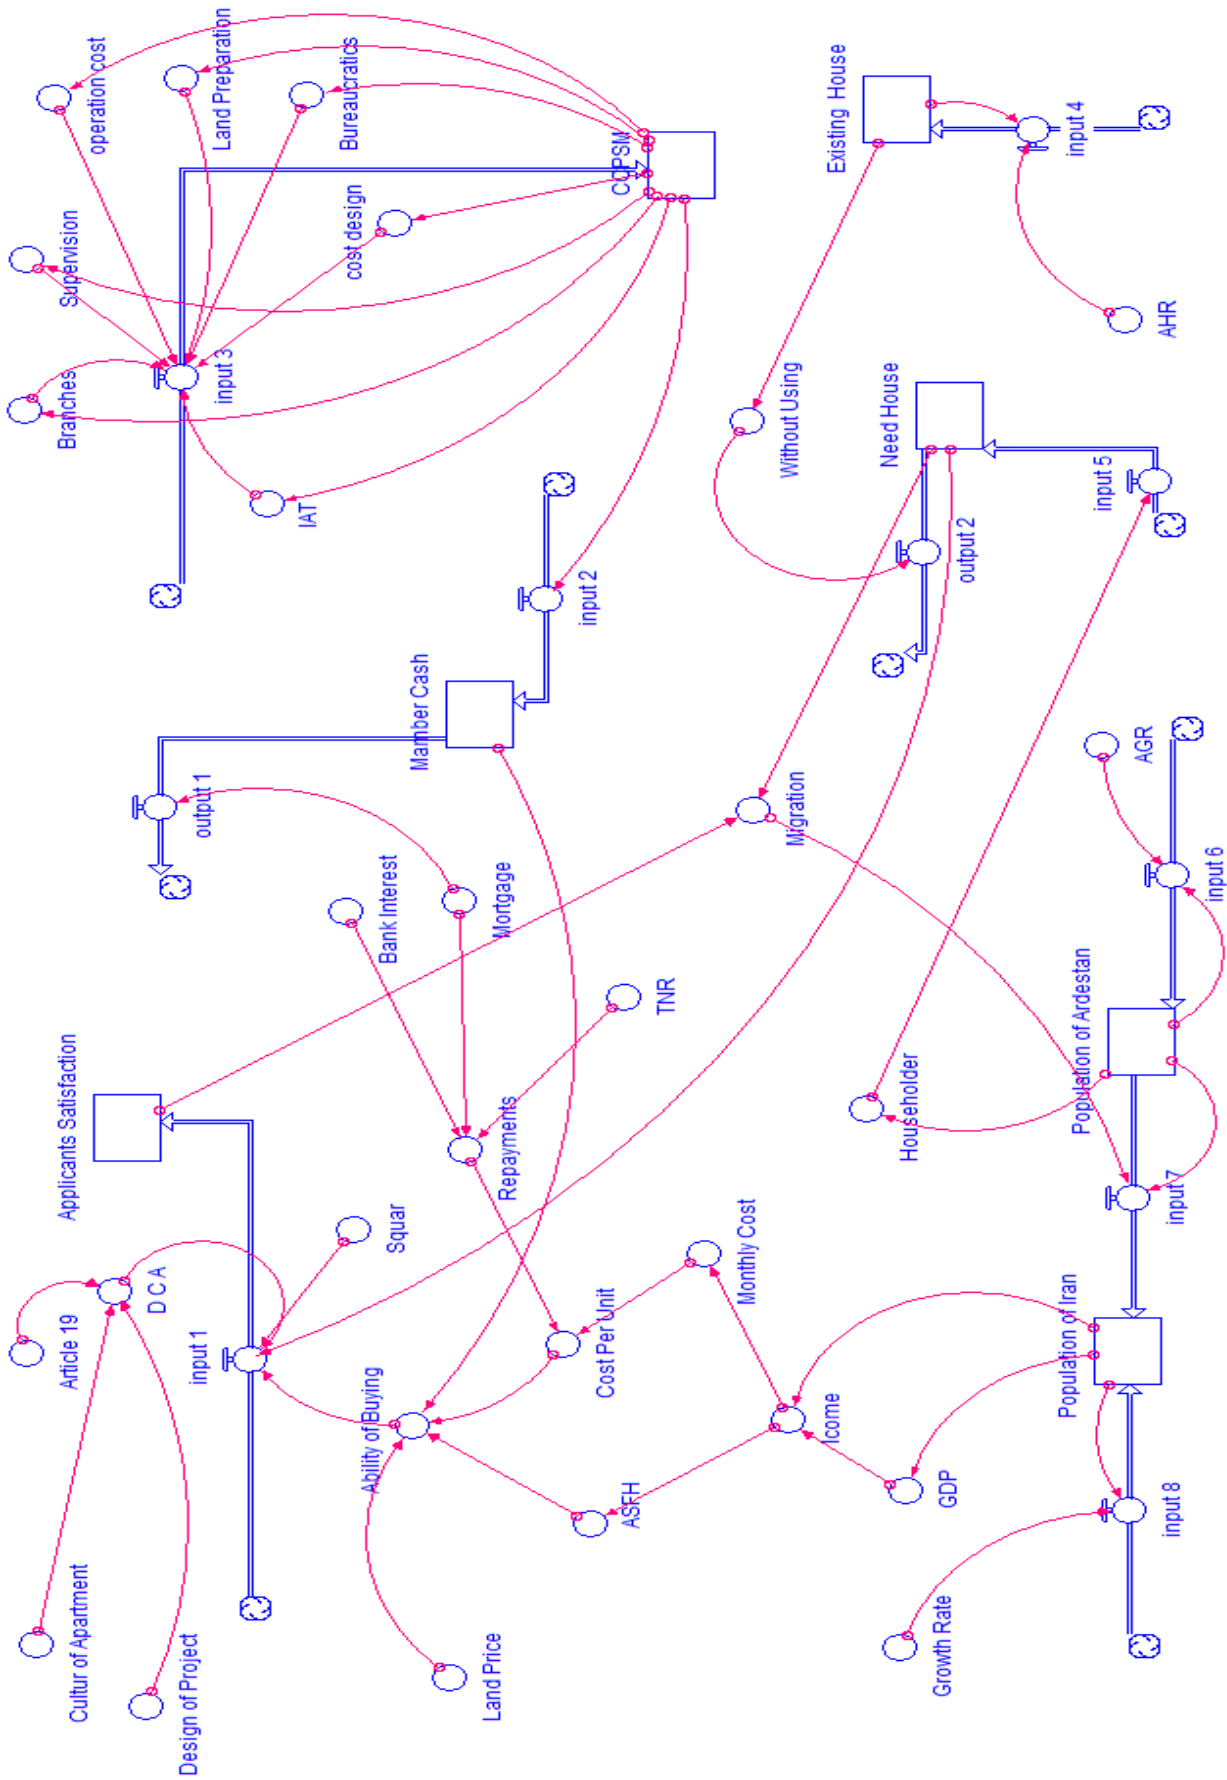 Cultur of Apartment
Article 19
Applicants Satisfaction
Branches
Supervision
operation cost
Design of Project
D C A
input 1
output 1
input 3
Land Preparation
IAT
cost design
Bureaucratics
Ability of Buying
Squar
Bank Interest
Mamber Cash
Land Price
Repayments
Mortgage
input 2
CCPSM
ASFH
Cost Per Unit
TNR
Monthly Cost
Migration
Without Using
Existing House
Icome
Householder
Need House
Growth Rate
GDP
output 2
Population of Iran
Population of Ardestan
input 5
input 4
input 8
input 7
AGR
AHR
input 6